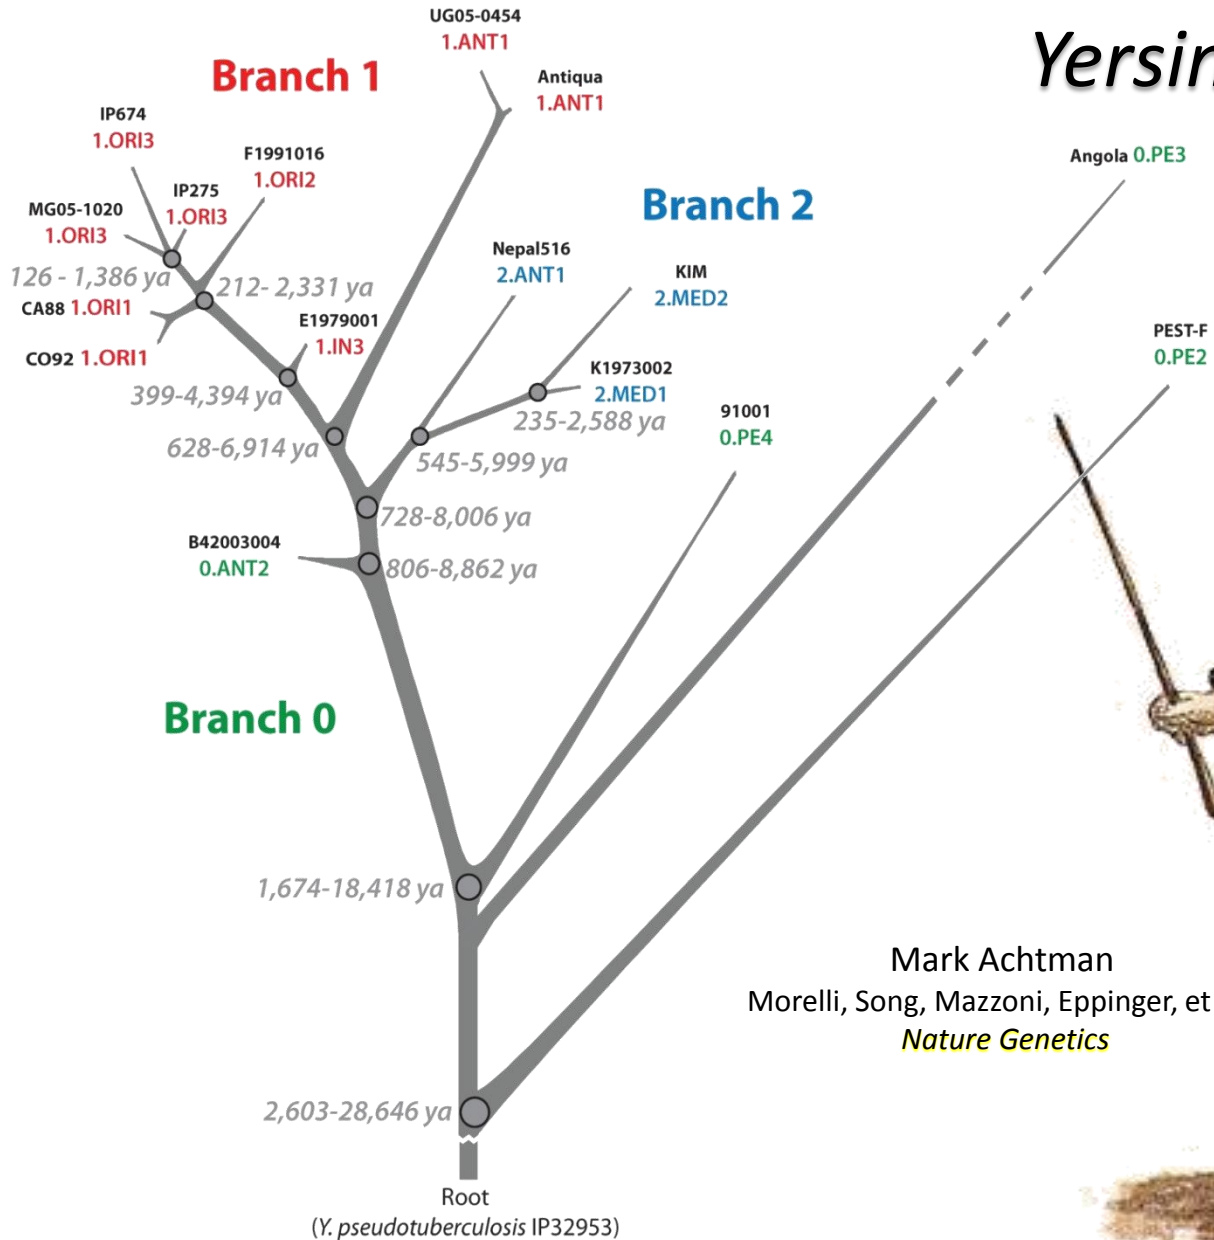 UG05-0454
1.ANT1
Yersin
Branch 1
Antiqua
1.ANT1
IP674
1.ORI3
F1991016
1.ORI2
Angola 0.PE3
IP275
1.ORI3
MG05-1020
1.ORI3
Branch 2
Nepal516
2.ANT1
KIM
2.MED2
126 - 1,386 ya
212- 2,331 ya
CA88 1.ORI1
E1979001
1.IN3
PEST-F
0.PE2
CO92 1.ORI1
K1973002
2.MED1
399-4,394 ya
235-2,588 ya
91001
0.PE4
628-6,914 ya
545-5,999 ya
728-8,006 ya
B42003004
0.ANT2
806-8,862 ya
Branch 0
1,674-18,418 ya
Mark Achtman
Morelli, Song, Mazzoni, Eppinger, et
Nature Genetics
2,603-28,646 ya
Root
(Y. pseudotuberculosis IP32953)